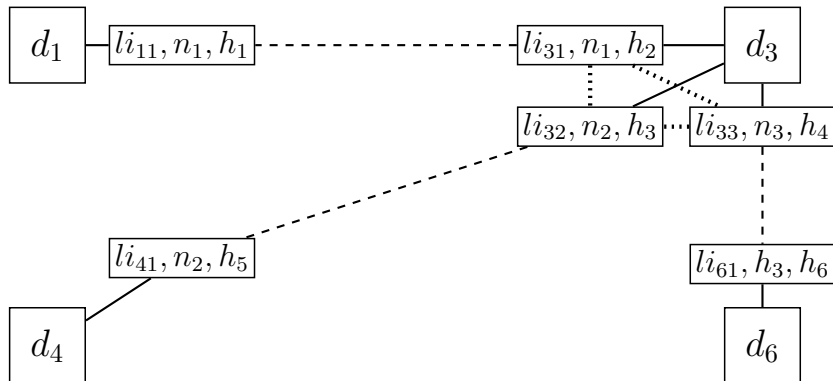 d₁ li₁₁, n₁, h₁ li₃₁, n₁, h₂ d₃
li₃₂, n₂, h₃ li₃₃, n₃, h₄
li₄₁, n₂, h₅ li₆₁, h₃, h₆
d₄ d₆